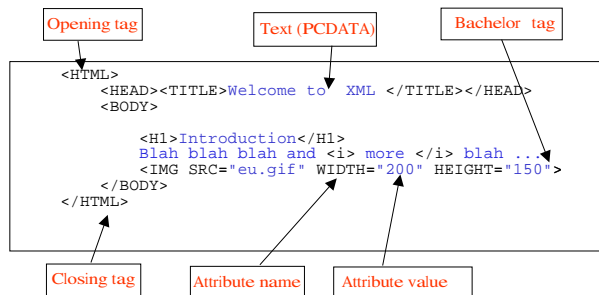 Opening tag Text (PCDATA) Bachelor tag
<HTML>
<HEAD><TITLE>Welcome to XML </TITLE></HEAD>
<BODY>
<H1>Introduction</H1>
Blah blah blah and <i> more </i> blah ...
<IMG SRC="eu.gif" WIDTH="200" HEIGHT="150">
</BODY>
</HTML>
Closing tag Attribute name Attribute value